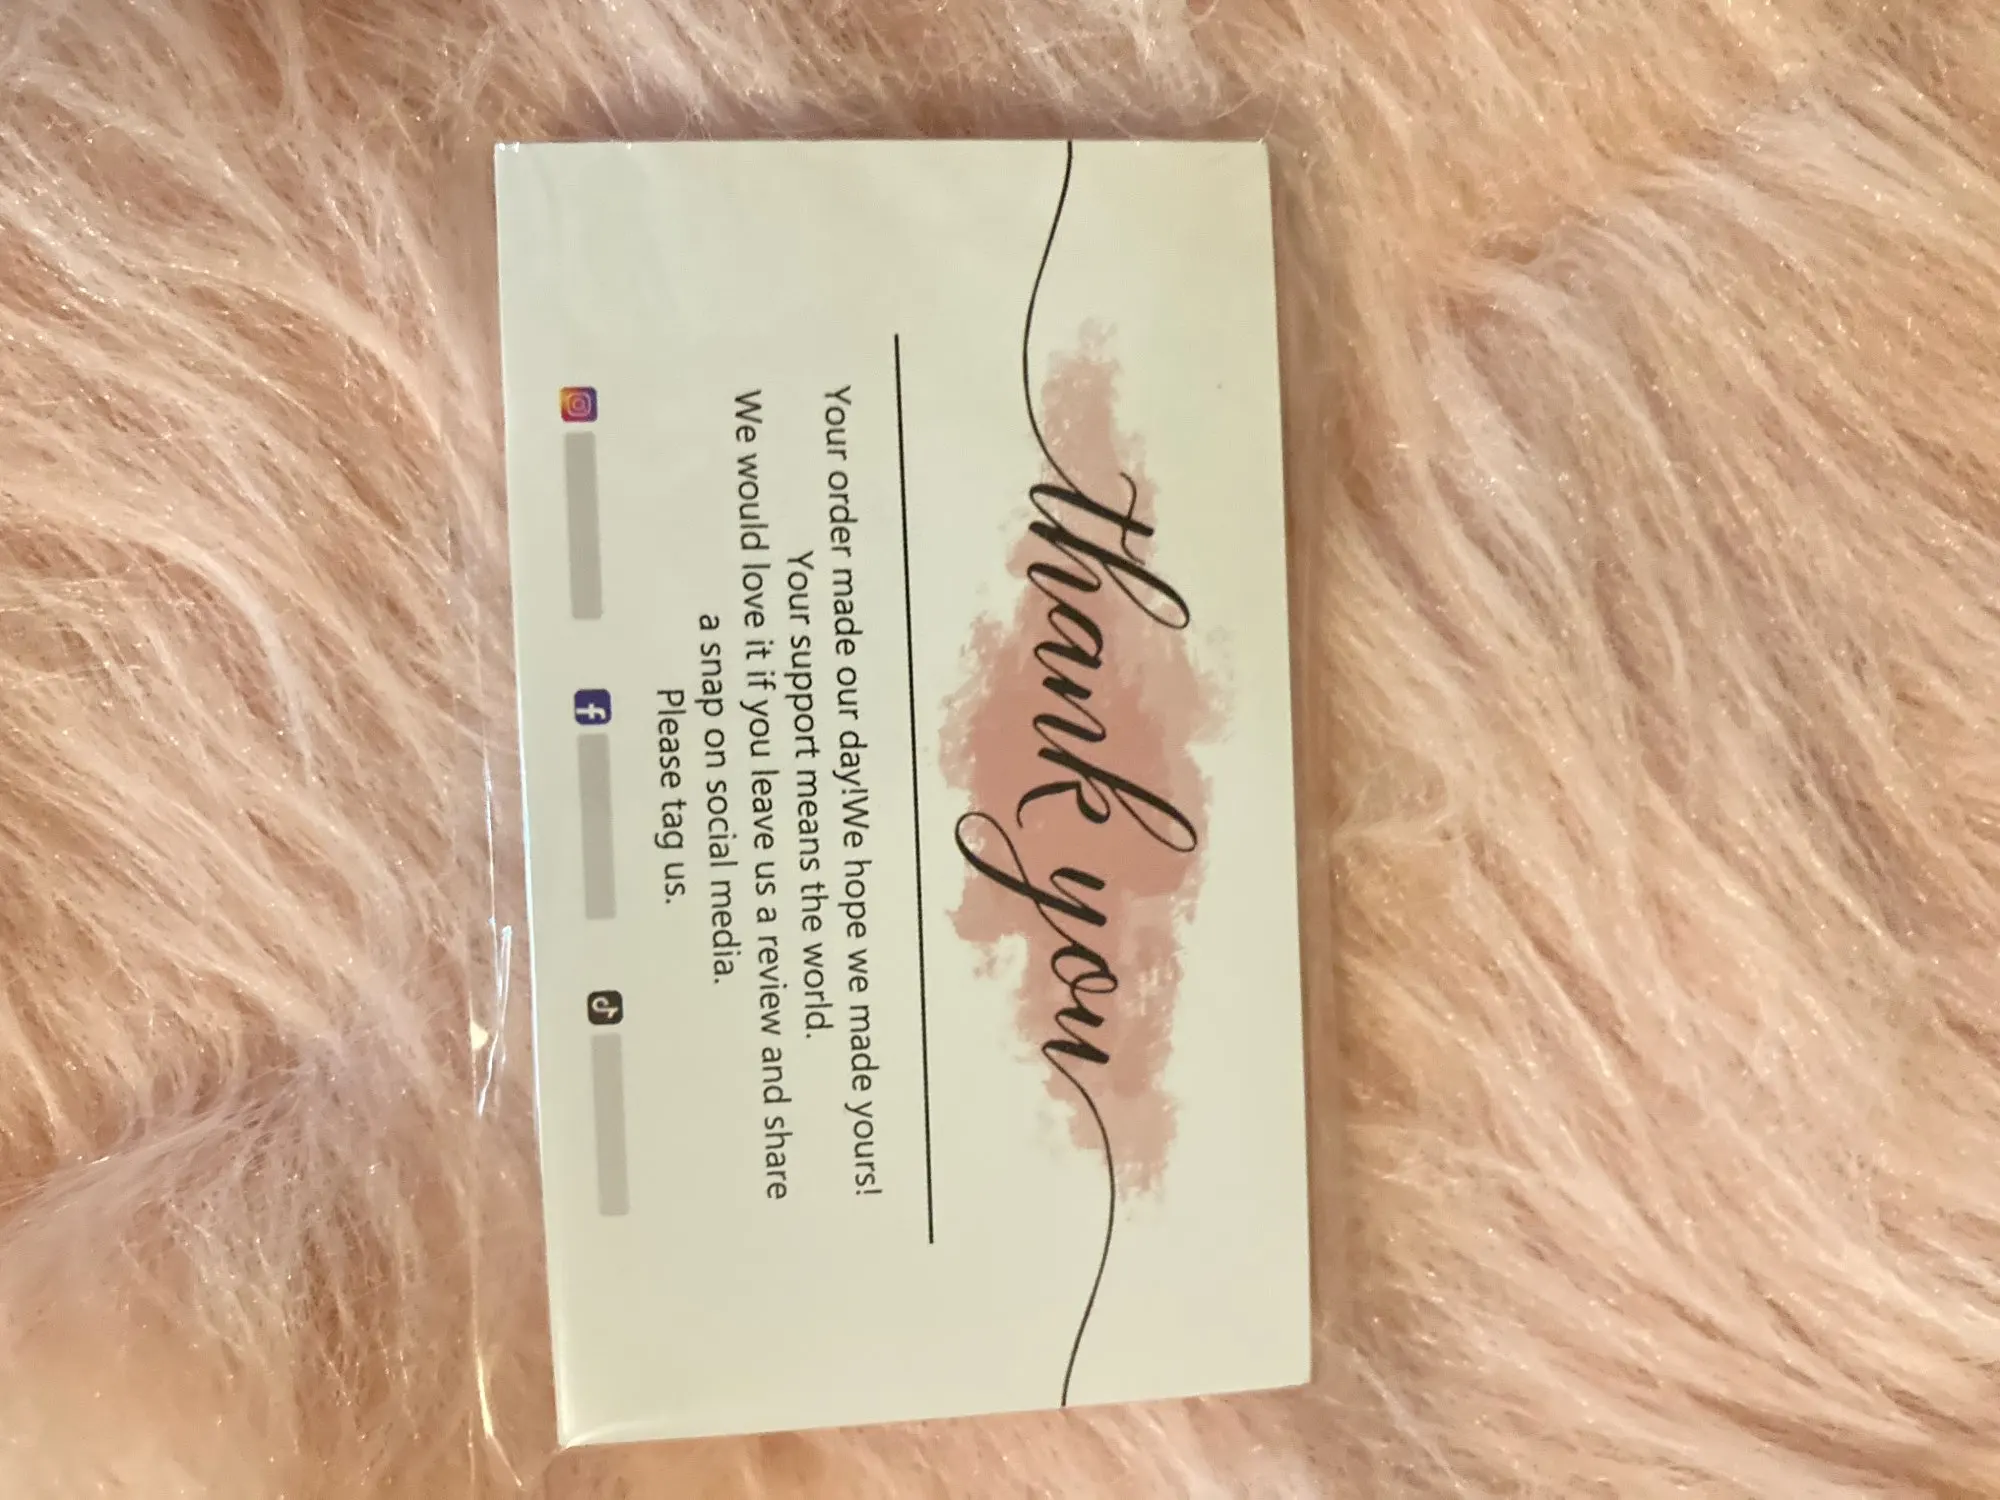 thank you
Your order made our day!We hope we made yours!
Your support means the world.
We would love it if you leave us a review and share
a snap on social media.
Please tag us.